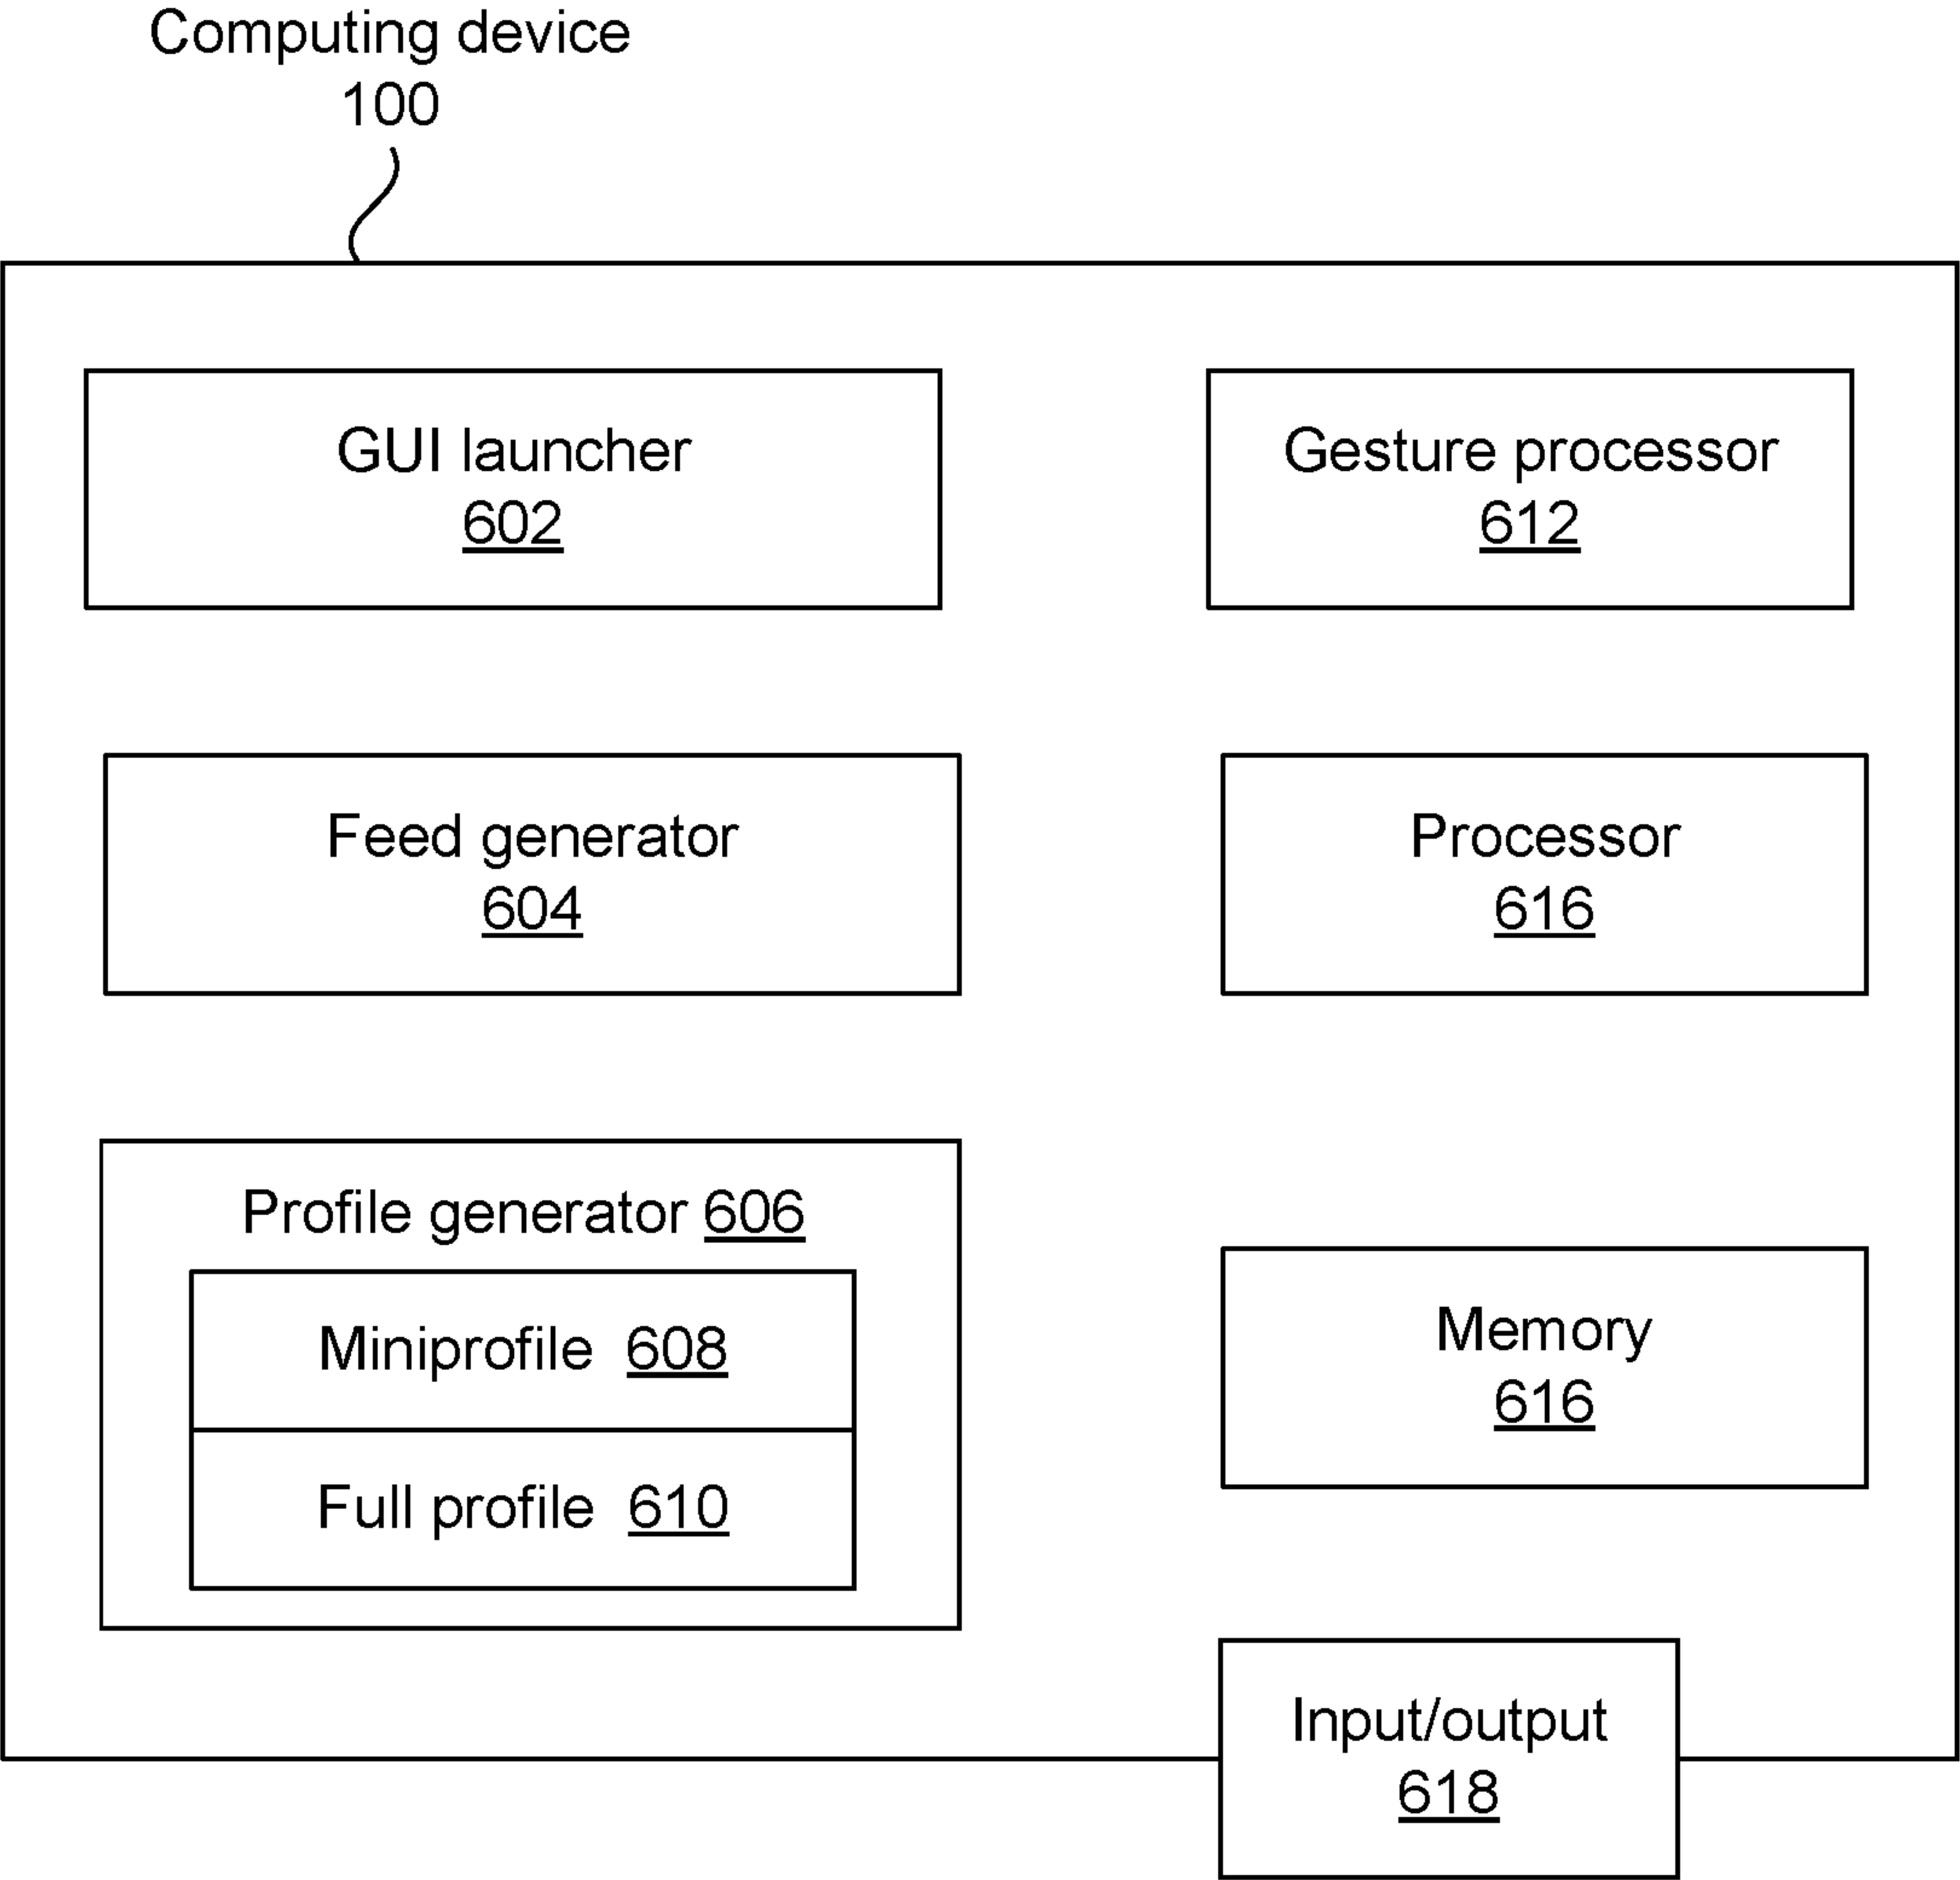 Computing device
100
GUI launcher
602
Gesture processor
612
Feed generator
604
Processor
616
Profile generator 606
Miniprofile 608
Full profile 610
Memory
616
Input/output
618